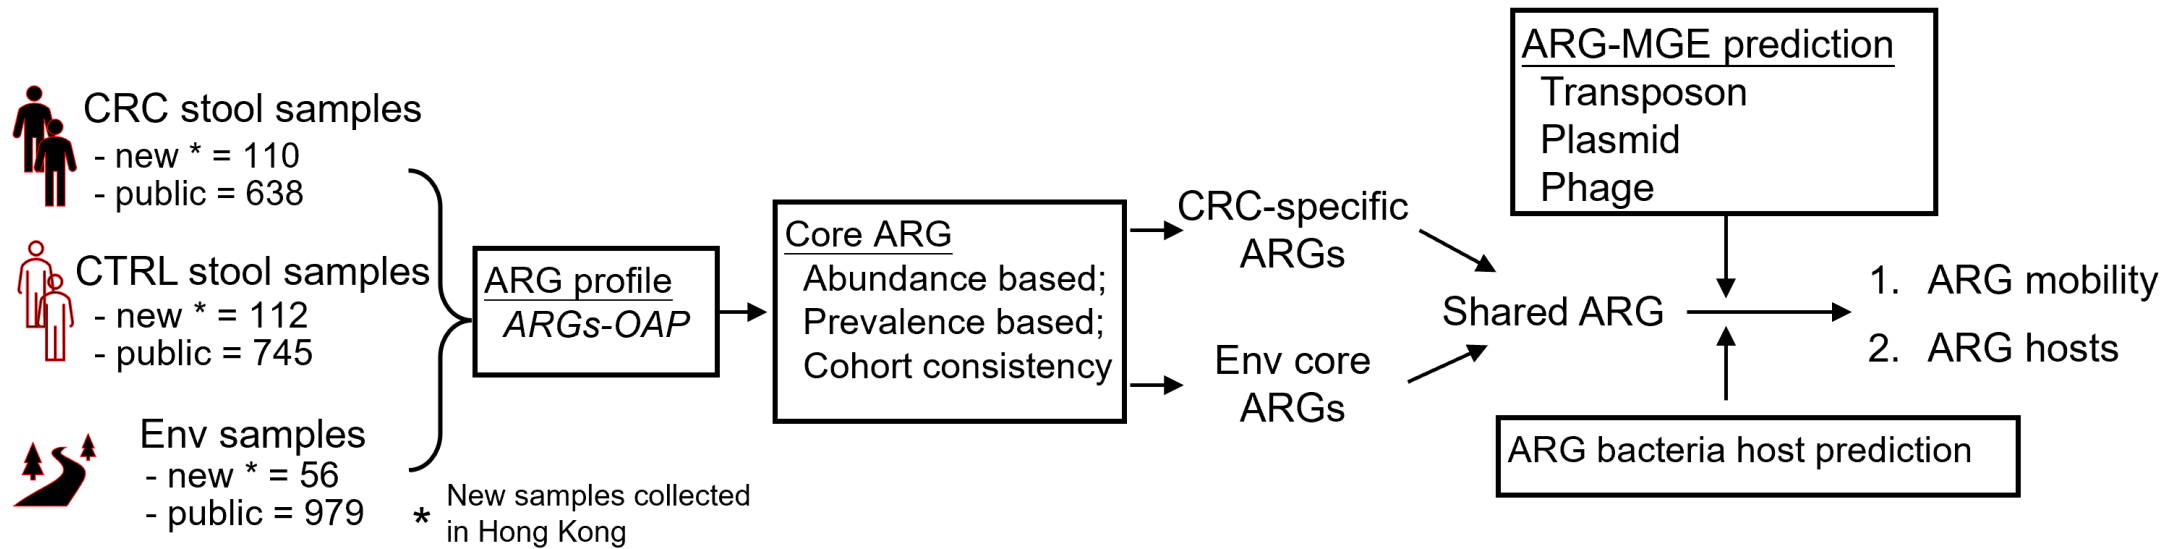 CRC stool samples
- new * = 110
- public = 638
CTRL stool samples
- new * = 112
- public = 745
Env samples
- new * = 56
- public = 979
* New samples collected
in Hong Kong
ARG profile
ARGs-OAP
Core ARG
Abundance based;
Prevalence based;
Cohort consistency
CRC-specific
ARGs
Env core
ARGs
Shared ARG
ARG-MGE prediction
Transposon
Plasmid
Phage
ARG bacteria host prediction
1. ARG mobility
2. ARG hosts